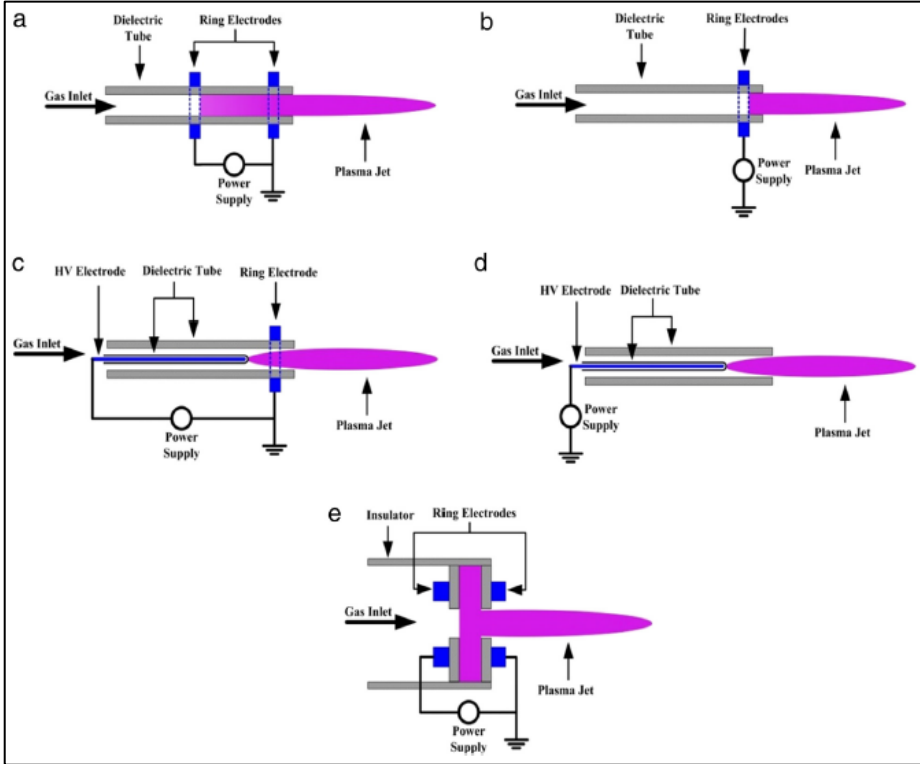 a
Dielectric
Tube
Ring Electrodes
Gas Inlet
Power
Supply
Plasma Jet
b
Dielectric
Tube
Ring
Electrode
Gas Inlet
Power
Supply
Plasma Jet
c
HV Electrode
Dielectric Tube
Ring Electrode
Gas Inlet
Power
Supply
Plasma Jet
d
HV Electrode
Dielectric Tube
Gas Inlet
Power
Supply
Plasma Jet
e
Insulator
Ring Electrodes
Gas Inlet
Plasma Jet
Power
Supply